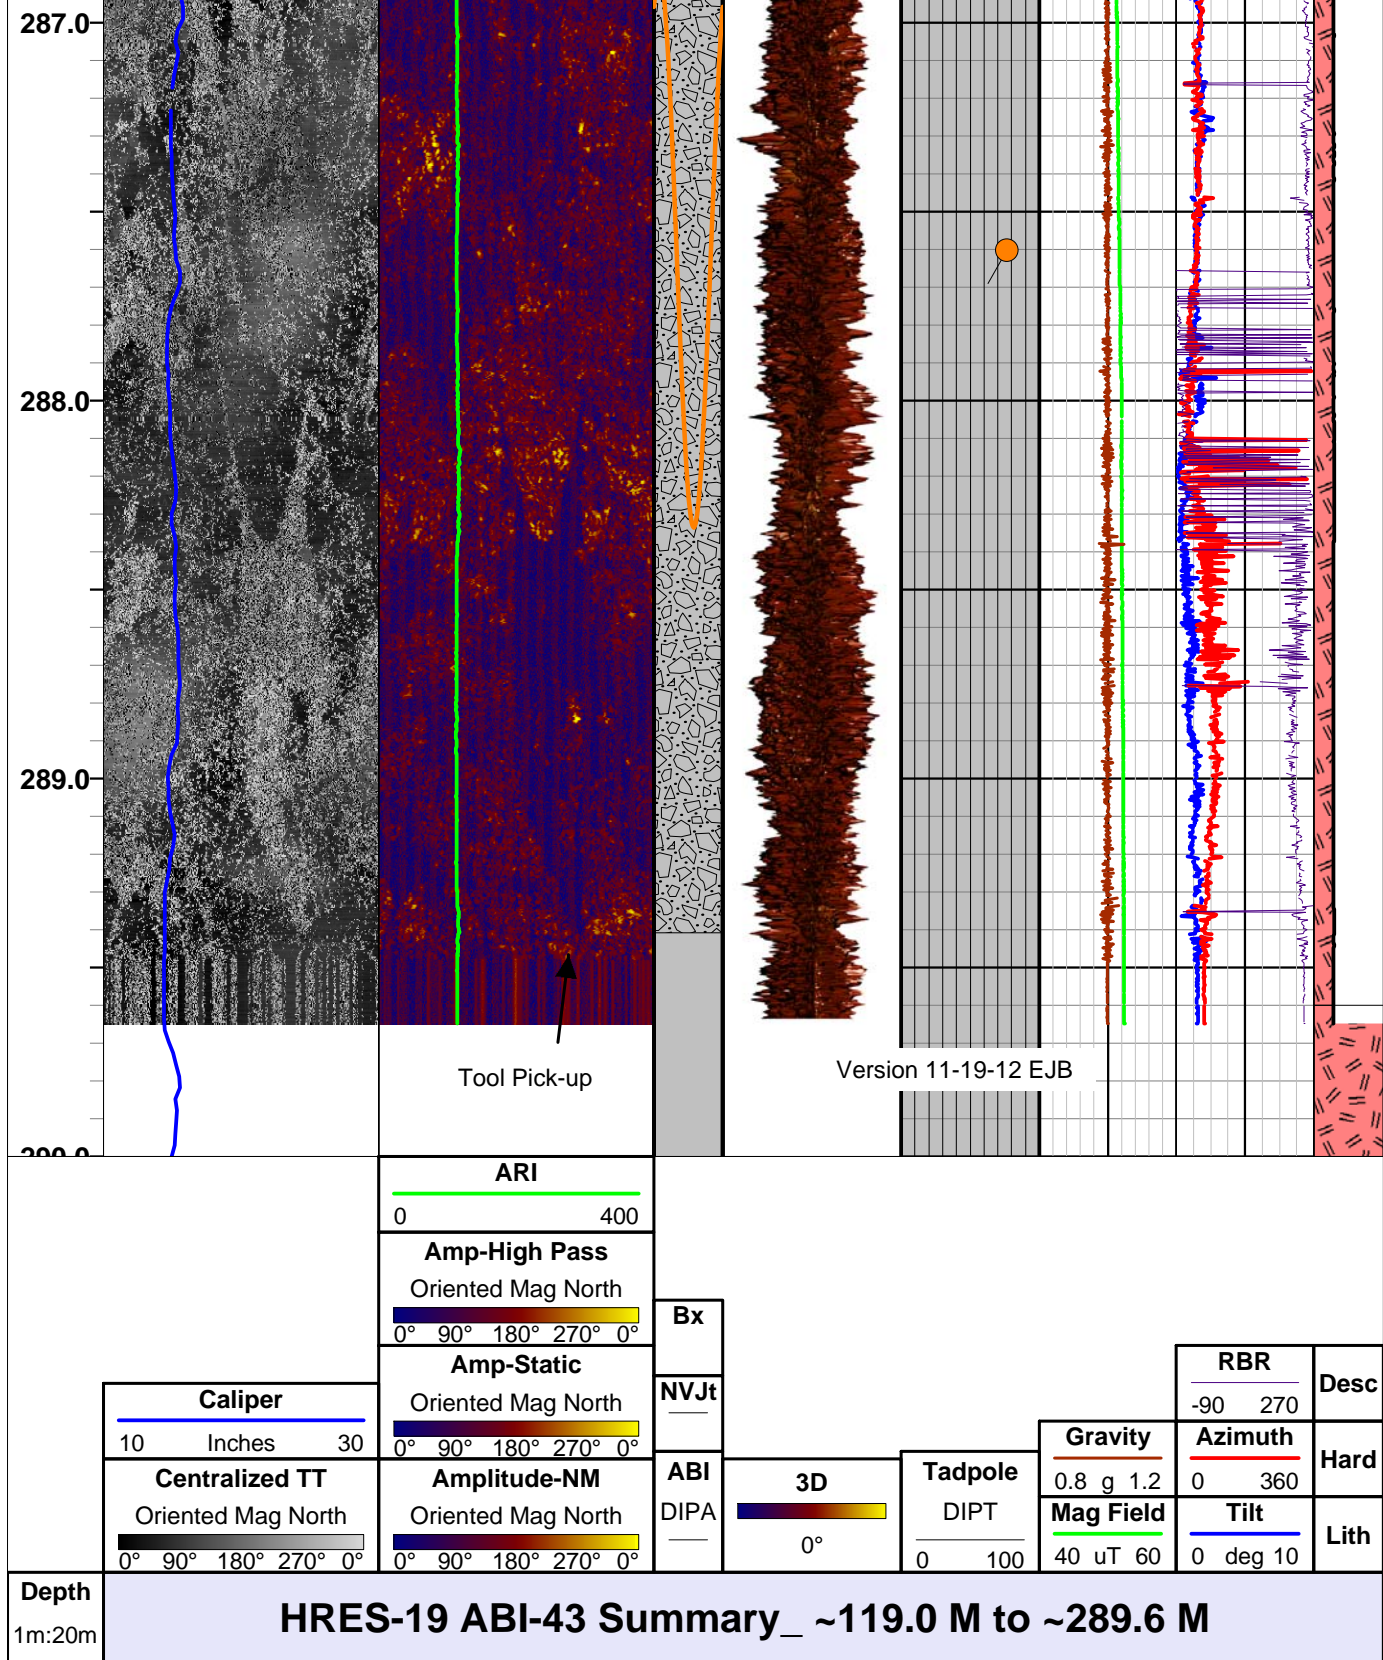 287.0
288.0
289.0
290.0
Tool Pick-up
Version 11-19-12 EJB
ARI
0 400
Amp-High Pass
Oriented Mag North
0° 90° 180° 270° 0°
Amp-Static
Oriented Mag North
0° 90° 180° 270° 0°
Amplitude-NM
Oriented Mag North
0° 90° 180° 270° 0°
Caliper
10 Inches 30
Centralized TT
Oriented Mag North
0° 90° 180° 270° 0°
Bx
NVJt
ABI
DIPA
3D
0°
Tadpole
DIPT
0 100
Gravity
0.8 g 1.2
Mag Field
40 uT 60
RBR
-90 270
Azimuth
0 360
Tilt
0 deg 10
Desc
Hard
Lith
Depth
1m:20m
HRES-19 ABI-43 Summary_ ~119.0 M to ~289.6 M